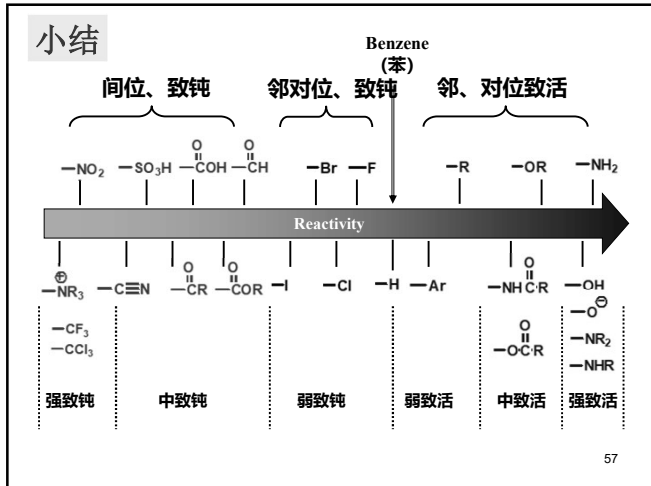 小结
Benzene
(苯)
间位、致钝 邻对位、致钝 邻、对位致活
—NO₂ —SO₃H —COH —CH —Br —F —R —OR —NH₂
O O
Reactivity
⊕ O O O ⊖
—NR₃ —C≡N —CR —COR —I —Cl —H —Ar —NHC·R —OH
—CF₃ —O
—CCl₃ O —NR₂
—O·C·R —NHR
强致钝 中致钝 弱致钝 弱致活 中致活 强致活
57